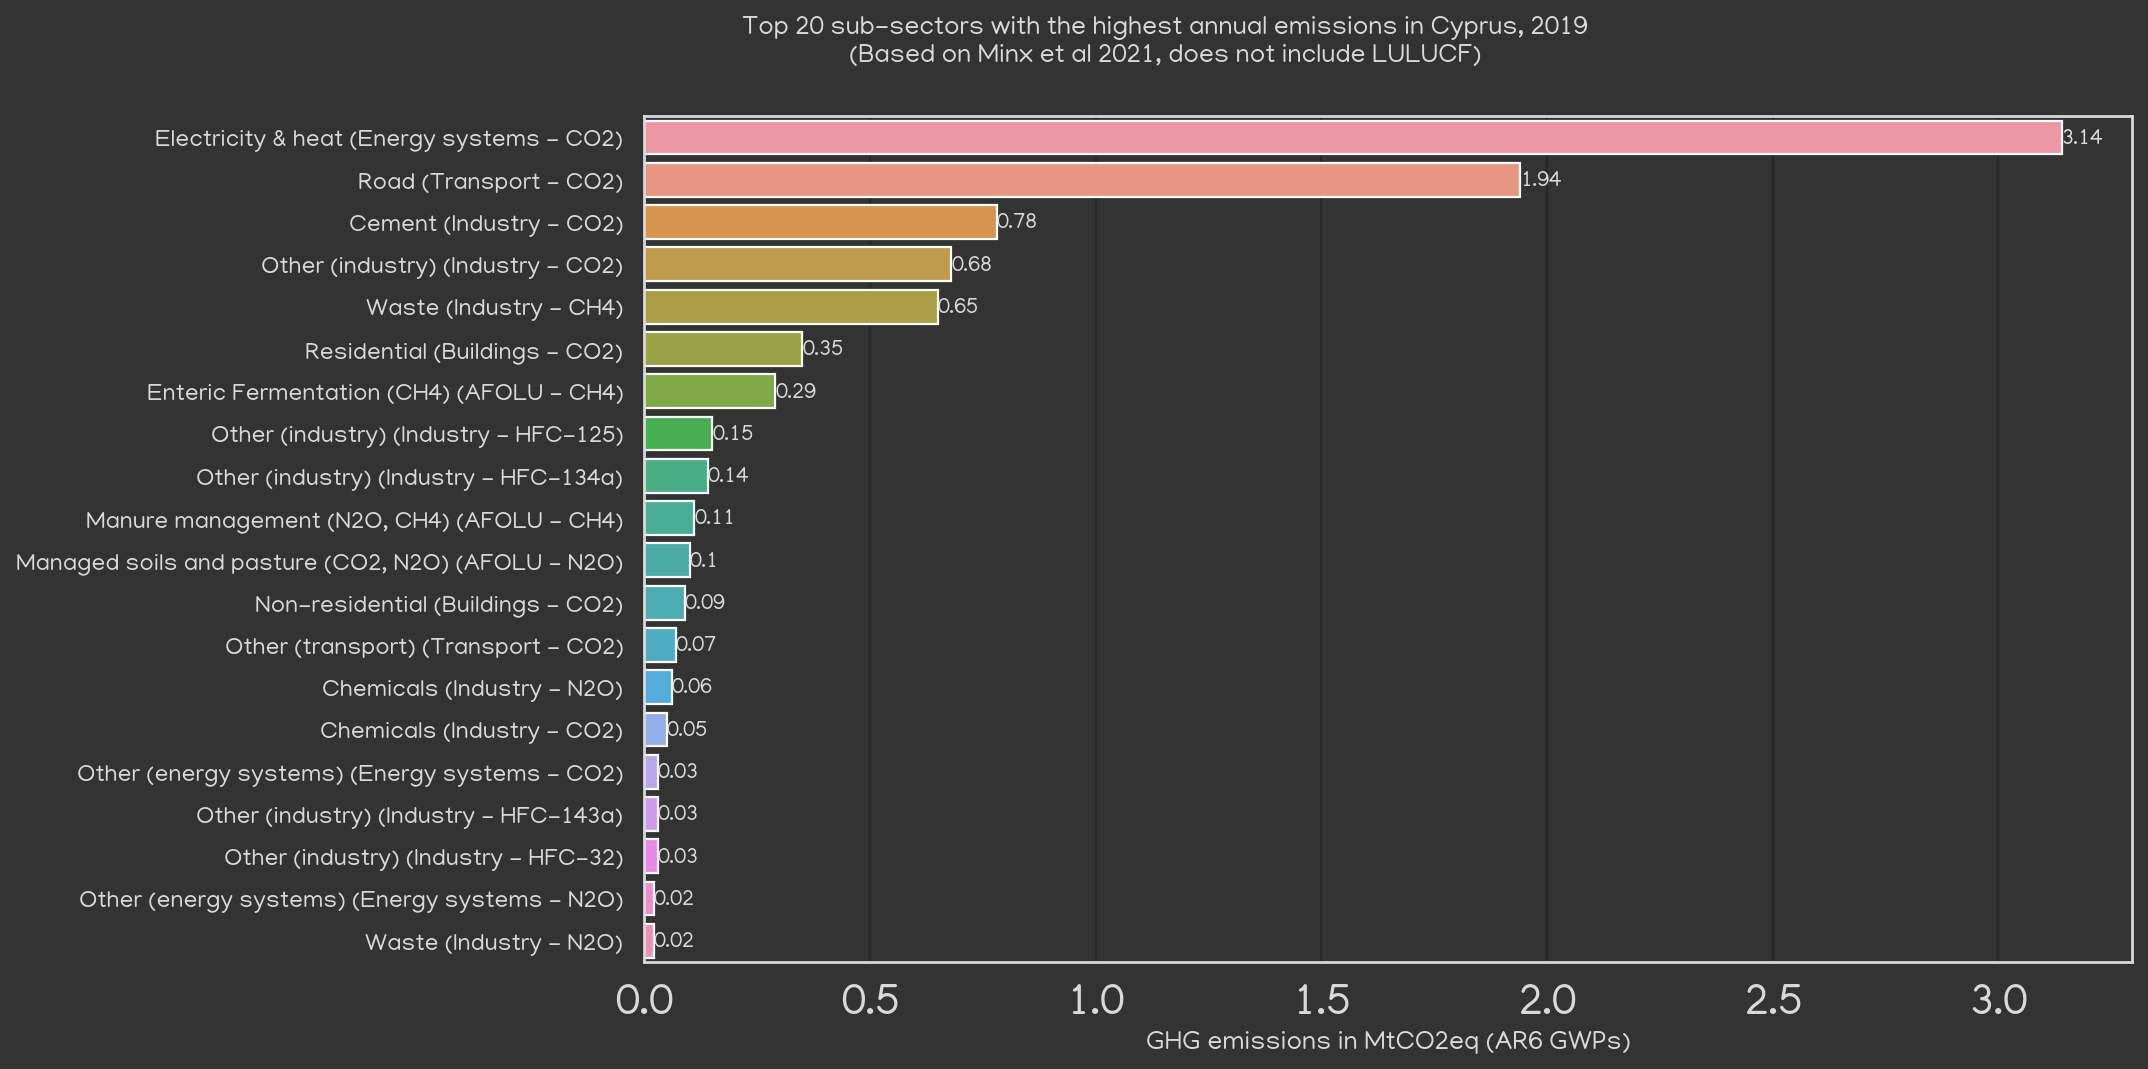 Top 20 sub-sectors with the highest annual emissions in Cyprus, 2019
(Based on Minx et al 2021, does not include LULUCF)
Electricity & heat (Energy systems - CO2) 3.14
Road (Transport - CO2) 1.94
Cement (Industry - CO2) 0.78
Other (industry) (Industry - CO2) 0.68
Waste (Industry - CH4) 0.65
Residential (Buildings - CO2) 0.35
Enteric Fermentation (CH4) (AFOLU - CH4) 0.29
Other (industry) (Industry - HFC-125) 0.15
Other (industry) (Industry - HFC-134a) 0.14
Manure management (N2O, CH4) (AFOLU - CH4) 0.11
Managed soils and pasture (CO2, N2O) (AFOLU - N2O) 0.1
Non-residential (Buildings - CO2) 0.09
Other (transport) (Transport - CO2) 0.07
Chemicals (Industry - N2O) 0.06
Chemicals (Industry - CO2) 0.05
Other (energy systems) (Energy systems - CO2) 0.03
Other (industry) (Industry - HFC-143a) 0.03
Other (industry) (Industry - HFC-32) 0.03
Other (energy systems) (Energy systems - N2O) 0.02
Waste (Industry - N2O) 0.02
0.0 0.5 1.0 1.5 2.0 2.5 3.0
GHG emissions in MtCO2eq (AR6 GWPs)